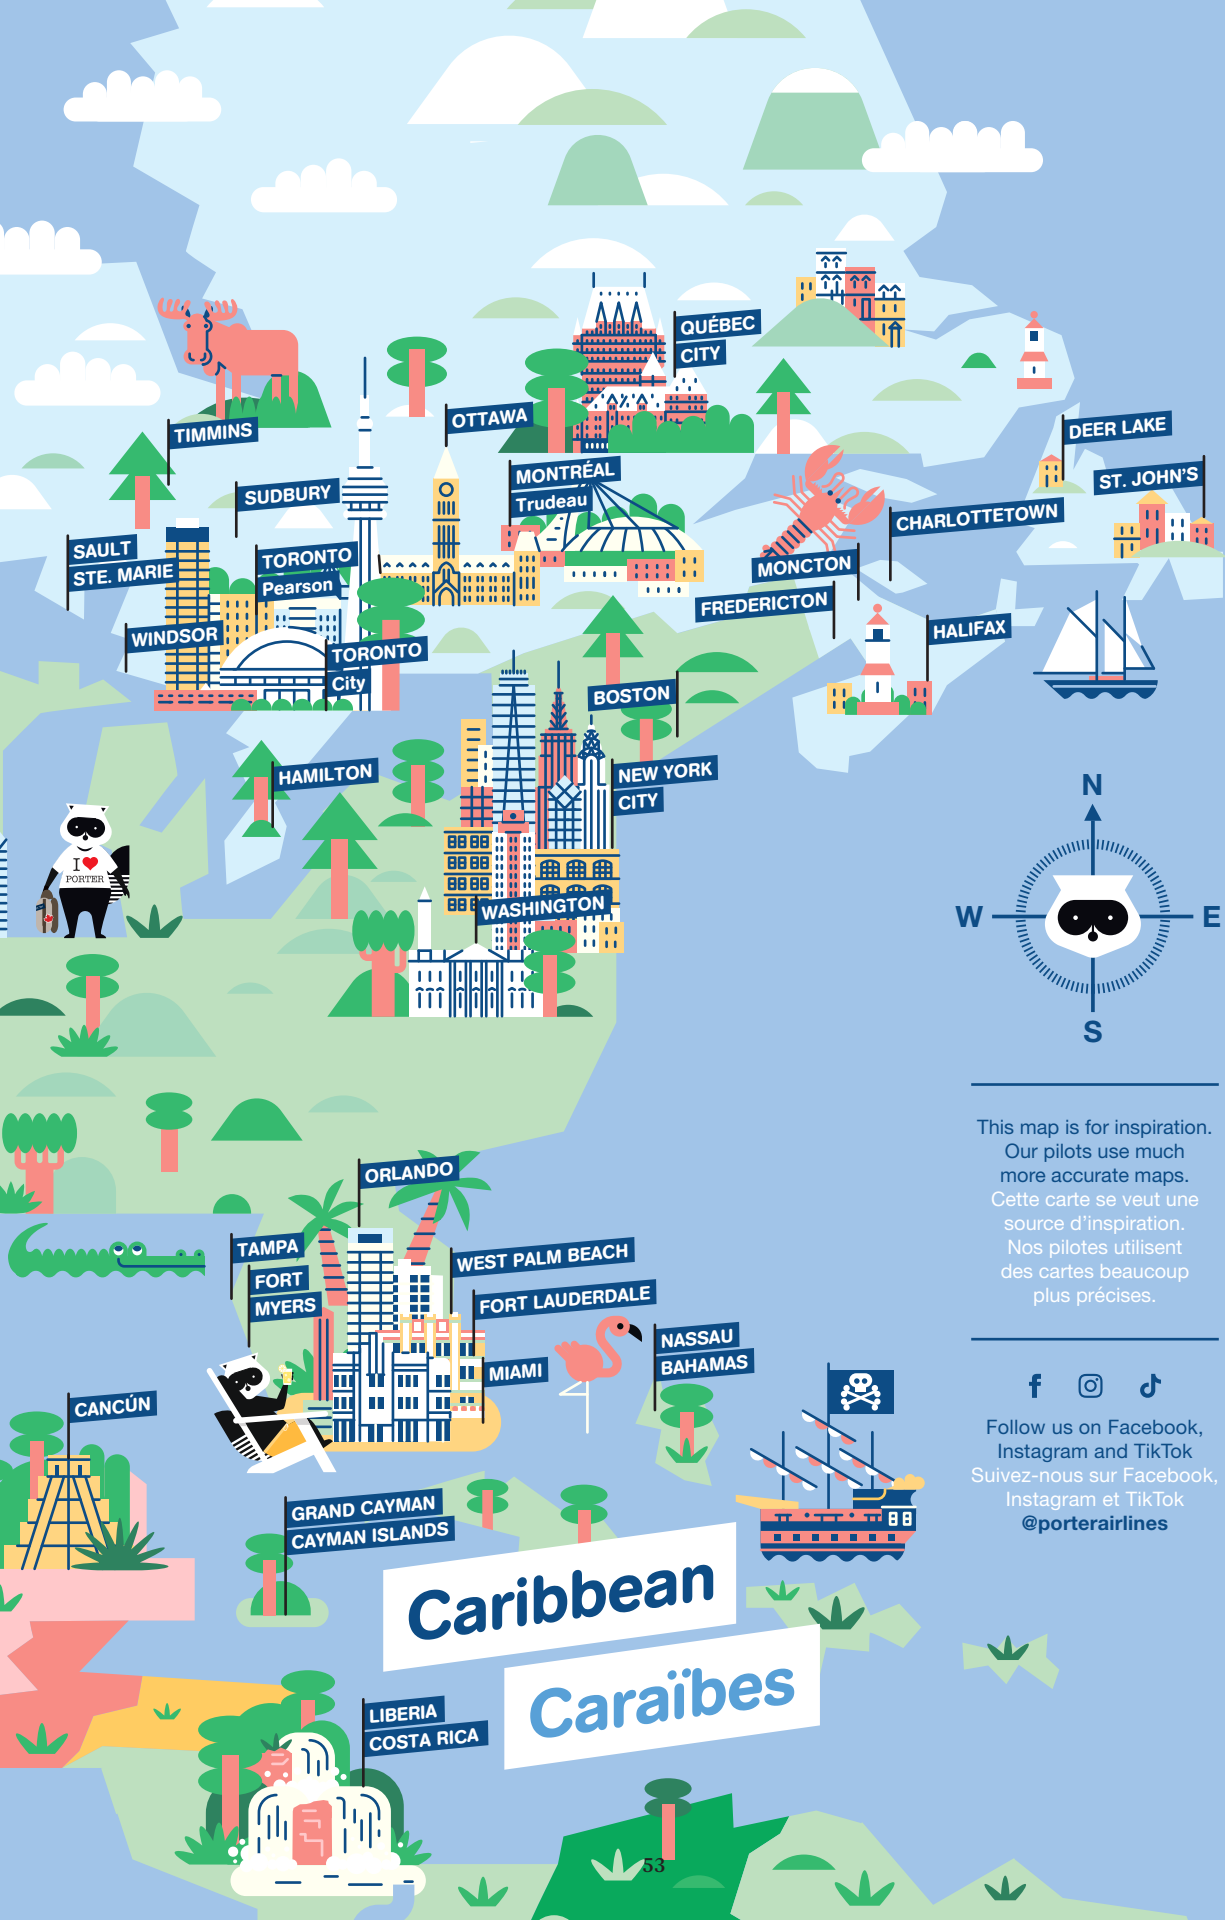 QUÉBEC
CITY
OTTAWA
TIMMINS
DEER LAKE
MONTRÉAL
Trudeau
ST. JOHN'S
SUDBURY
CHARLOTTETOWN
SAULT
STE. MARIE
TORONTO
Pearson
MONCTON
FREDERICTON
WINDSOR
HALIFAX
TORONTO
City
BOSTON
HAMILTON
NEW YORK
CITY
N
I
PORTER
WASHINGTON
W
E
S
This map is for inspiration.
Our pilots use much
more accurate maps.
Cette carte se veut une
source d'inspiration.
Nos pilotes utilisent
des cartes beaucoup
plus précises.
ORLANDO
TAMPA
WEST PALM BEACH
FORT
MYERS
FORT LAUDERDALE
NASSAU
BAHAMAS
MIAMI
CANCÚN
Follow us on Facebook,
Instagram and TikTok
Suivez-nous sur Facebook,
Instagram et TikTok
@porterairlines
GRAND CAYMAN
CAYMAN ISLANDS
Caribbean
Caraïbes
LIBERIA
COSTA RICA
53